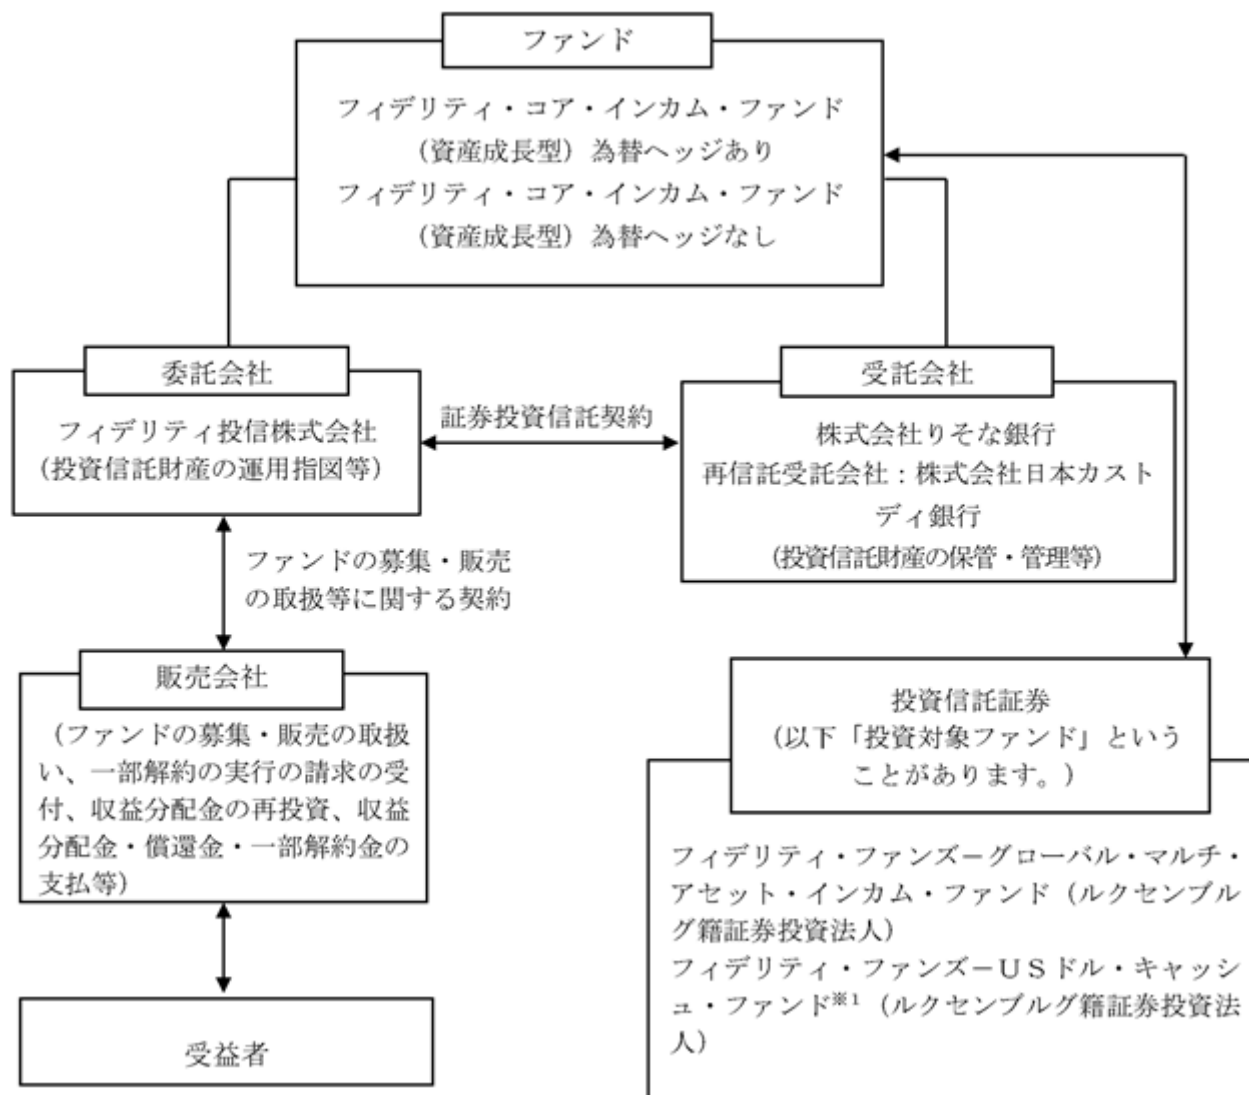 ファンド
フィデリティ・コア・インカム・ファンド
（資産成長型）為替ヘッジあり
フィデリティ・コア・インカム・ファンド
（資産成長型）為替ヘッジなし
委託会社
フィデリティ投信株式会社
（投資信託財産の運用指図等）
証券投資信託契約
受託会社
株式会社りそな銀行
再信託受託会社：株式会社日本カスト
ディ銀行
（投資信託財産の保管・管理等）
ファンドの募集・販売
の取扱等に関する契約
販売会社
（ファンドの募集・販売の取扱
い、一部解約の実行の請求の受
付、収益分配金の再投資、収益
分配金・償還金・一部解約金の
支払等）
受益者
投資信託証券
（以下「投資対象ファンド」という
ことがあります。）
フィデリティ・ファンズ－グローバル・マルチ・
アセット・インカム・ファンド（ルクセンブル
グ籍証券投資法人）
フィデリティ・ファンズ－ＵＳドル・キャッシ
ュ・ファンド※１（ルクセンブルグ籍証券投資法
人）